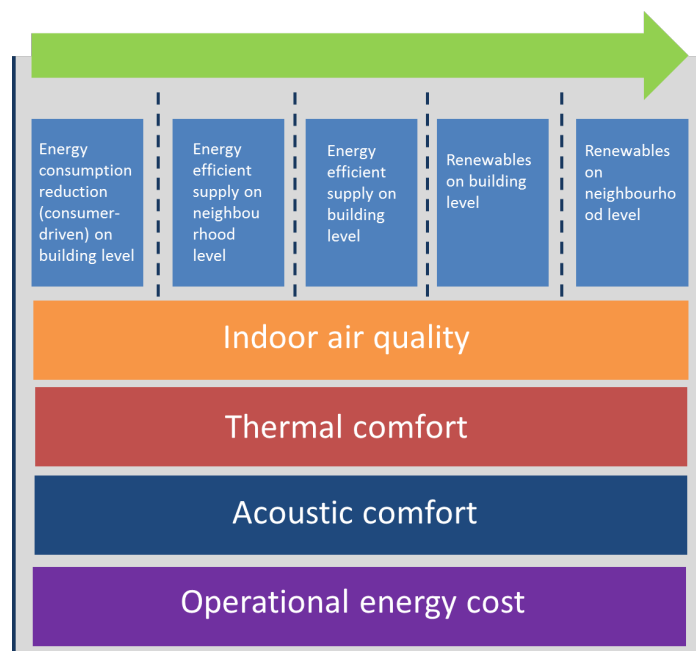 Energy
consumption
reduction
(consumer-
driven) on
building level
Energy
efficient
supply on
neighbou
rhood
level
Energy
efficient
supply on
building
level
Renewables
on building
level
Renewables
on
neighbourho
od level
Indoor air quality
Thermal comfort
Acoustic comfort
Operational energy cost